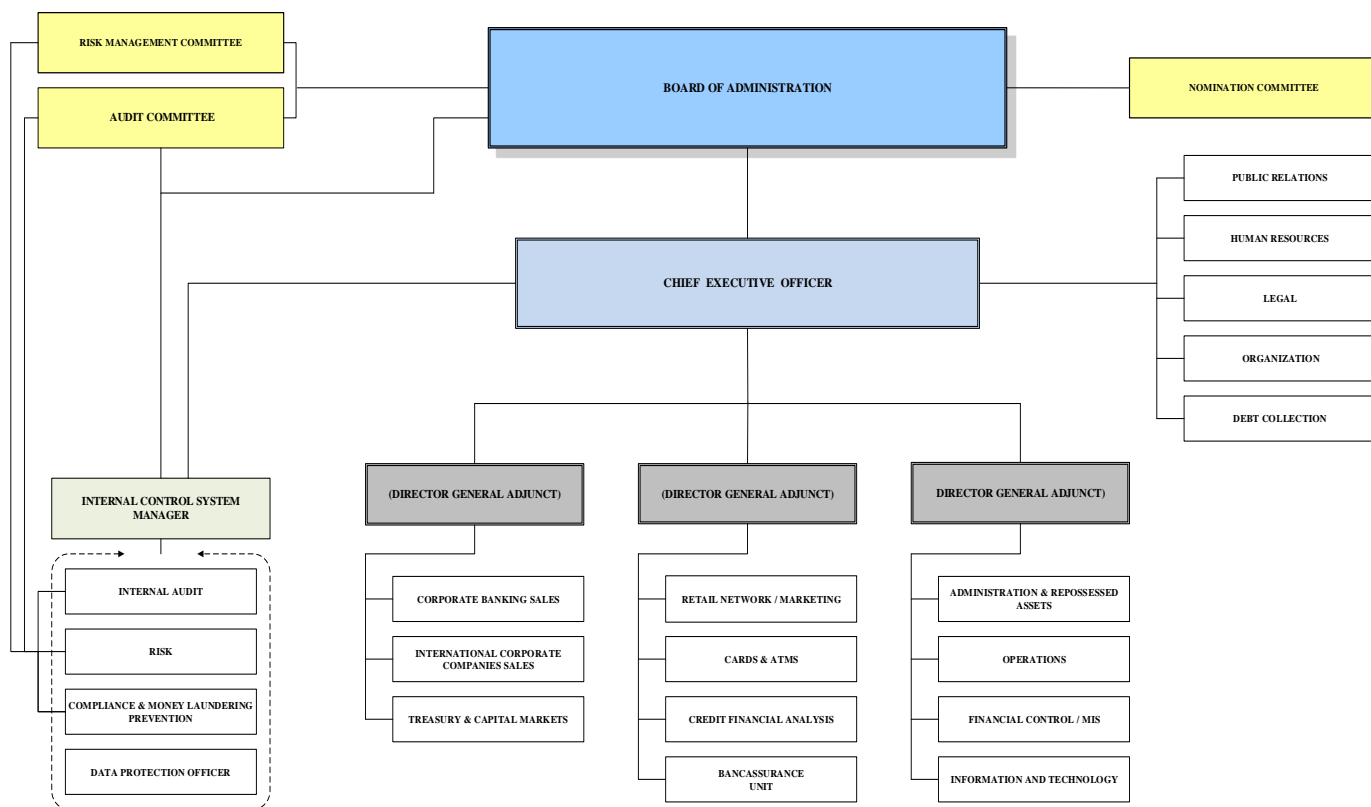 RISK MANAGEMENT COMMITTEE
AUDIT COMMITTEE
BOARD OF ADMINISTRATION
NOMINATION COMMITTEE
PUBLIC RELATIONS
HUMAN RESOURCES
LEGAL
ORGANIZATION
DEBT COLLECTION
CHIEF EXECUTIVE OFFICER
INTERNAL CONTROL SYSTEM
MANAGER
INTERNAL AUDIT
RISK
COMPLIANCE & MONEY LAUNDERING
PREVENTION
DATA PROTECTION OFFICER
(DIRECTOR GENERAL ADJUNCT)
CORPORATE BANKING SALES
INTERNATIONAL CORPORATE
COMPANIES SALES
TREASURY & CAPITAL MARKETS
(DIRECTOR GENERAL ADJUNCT)
RETAIL NETWORK / MARKETING
CARDS & ATMS
CREDIT FINANCIAL ANALYSIS
BANCASSURANCE
UNIT
DIRECTOR GENERAL ADJUNCT)
ADMINISTRATION & REPOSSESSED
ASSETS
OPERATIONS
FINANCIAL CONTROL / MIS
INFORMATION AND TECHNOLOGY